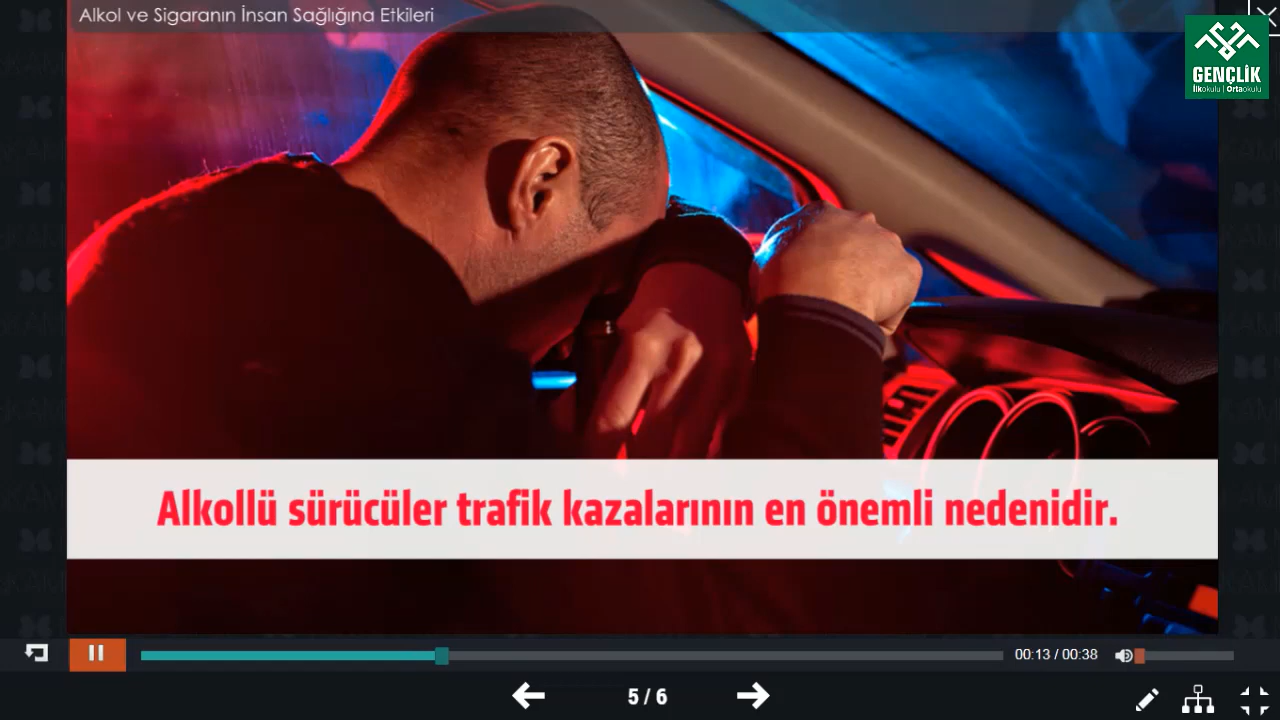 Alkol ve Sigaranın İnsan Sağlığına Etkileri
GENÇLİK
İlkokulu | Ortaokulu
Alkollü sürücüler trafik kazalarının en önemli nedenidir.
00:13 / 00:38
5 / 6